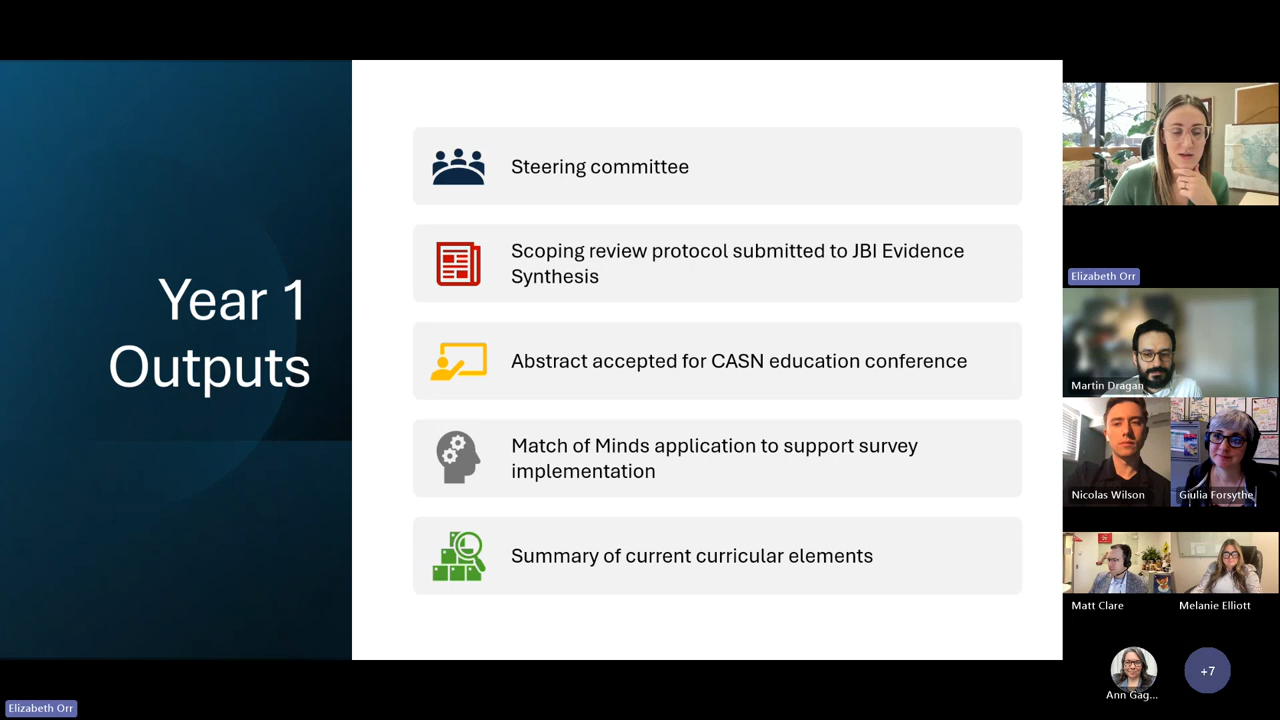 Year 1
Outputs
Steering committee
Scoping review protocol submitted to JBI Evidence
Synthesis
Abstract accepted for CASN education conference
Match of Minds application to support survey
implementation
Summary of current curricular elements
Elizabeth Orr
Martin Dragan
Nicolas Wilson
Giulia Forsythe
Matt Clare
Melanie Elliott
Ann Gag...
+7
Elizabeth Orr